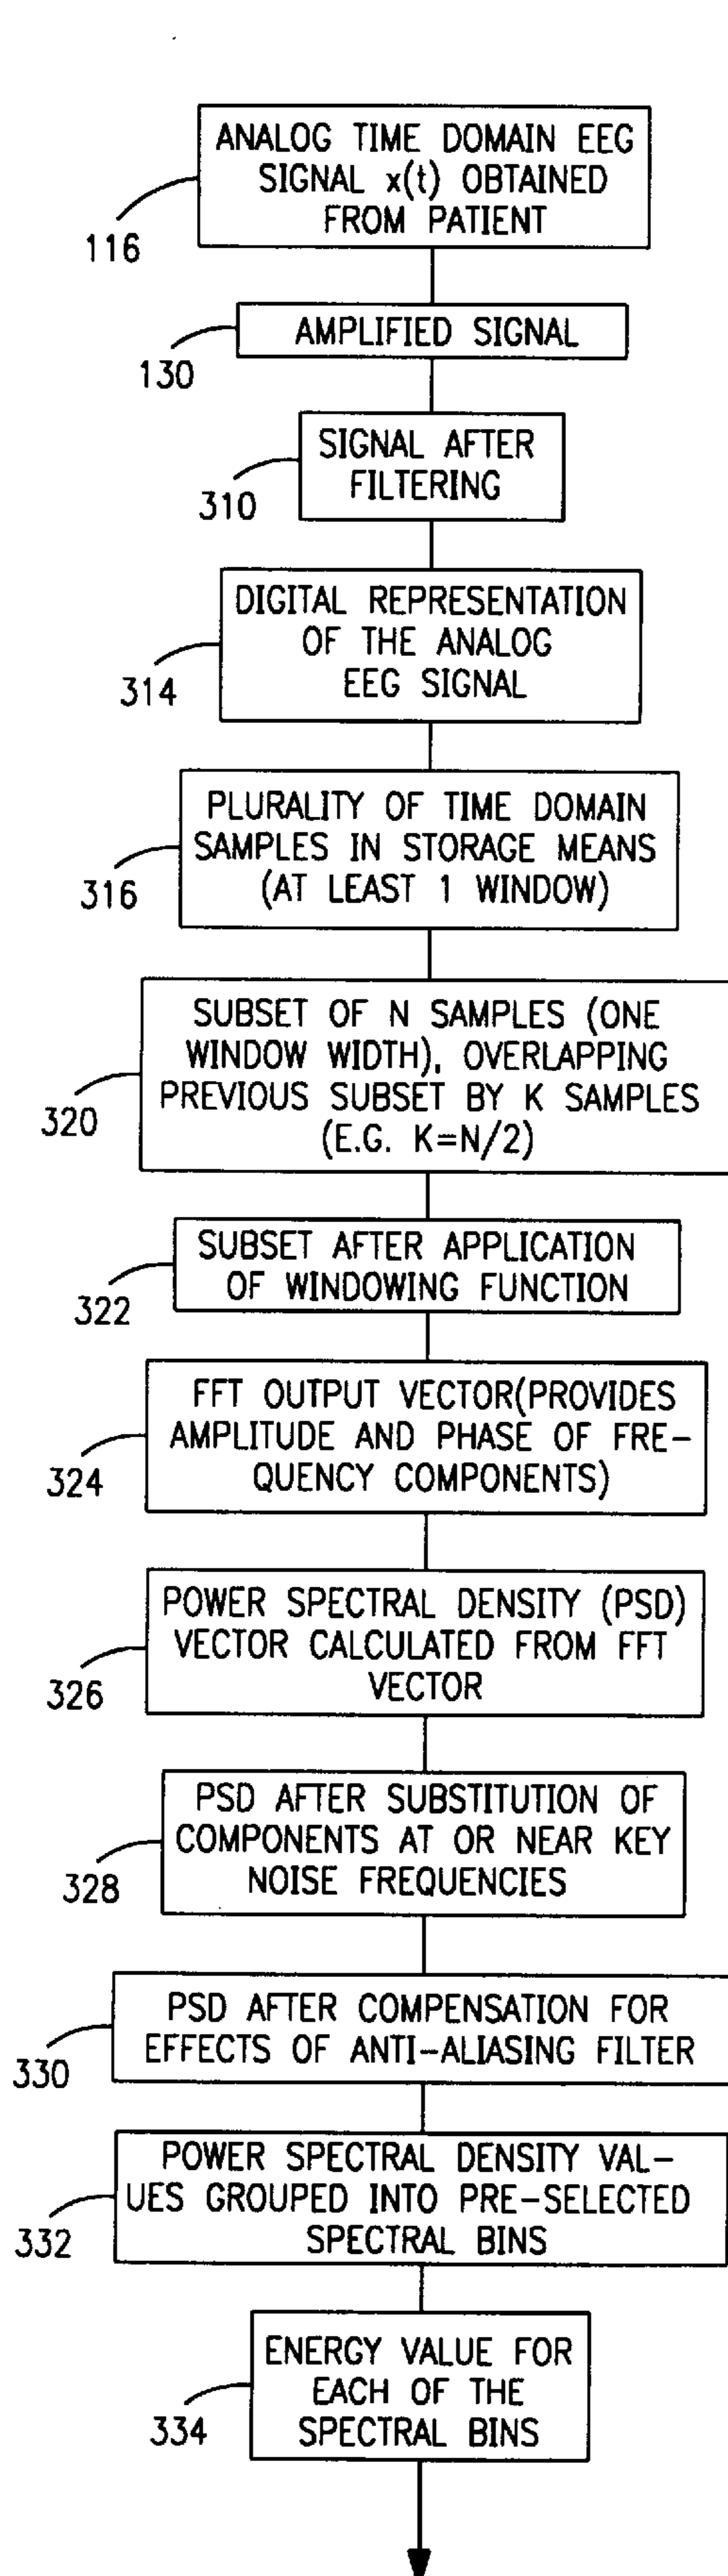 ANALOG TIME DOMAIN EEG
SIGNAL x(t) OBTAINED
FROM PATIENT
116
AMPLIFIED SIGNAL
130
SIGNAL AFTER
FILTERING
310
DIGITAL REPRESENTATION
OF THE ANALOG
EEG SIGNAL
314
PLURALITY OF TIME DOMAIN
SAMPLES IN STORAGE MEANS
(AT LEAST 1 WINDOW)
316
SUBSET OF N SAMPLES (ONE
WINDOW WIDTH), OVERLAPPING
PREVIOUS SUBSET BY K SAMPLES
(E.G. K=N/2)
320
SUBSET AFTER APPLICATION
OF WINDOWING FUNCTION
322
FFT OUTPUT VECTOR(PROVIDES
AMPLITUDE AND PHASE OF FRE-
QUENCY COMPONENTS)
324
POWER SPECTRAL DENSITY (PSD)
VECTOR CALCULATED FROM FFT
VECTOR
326
PSD AFTER SUBSTITUTION OF
COMPONENTS AT OR NEAR KEY
NOISE FREQUENCIES
328
PSD AFTER COMPENSATION FOR
EFFECTS OF ANTI-ALIASING FILTER
330
POWER SPECTRAL DENSITY VAL-
UES GROUPED INTO PRE-SELECTED
SPECTRAL BINS
332
ENERGY VALUE FOR
EACH OF THE
SPECTRAL BINS
334